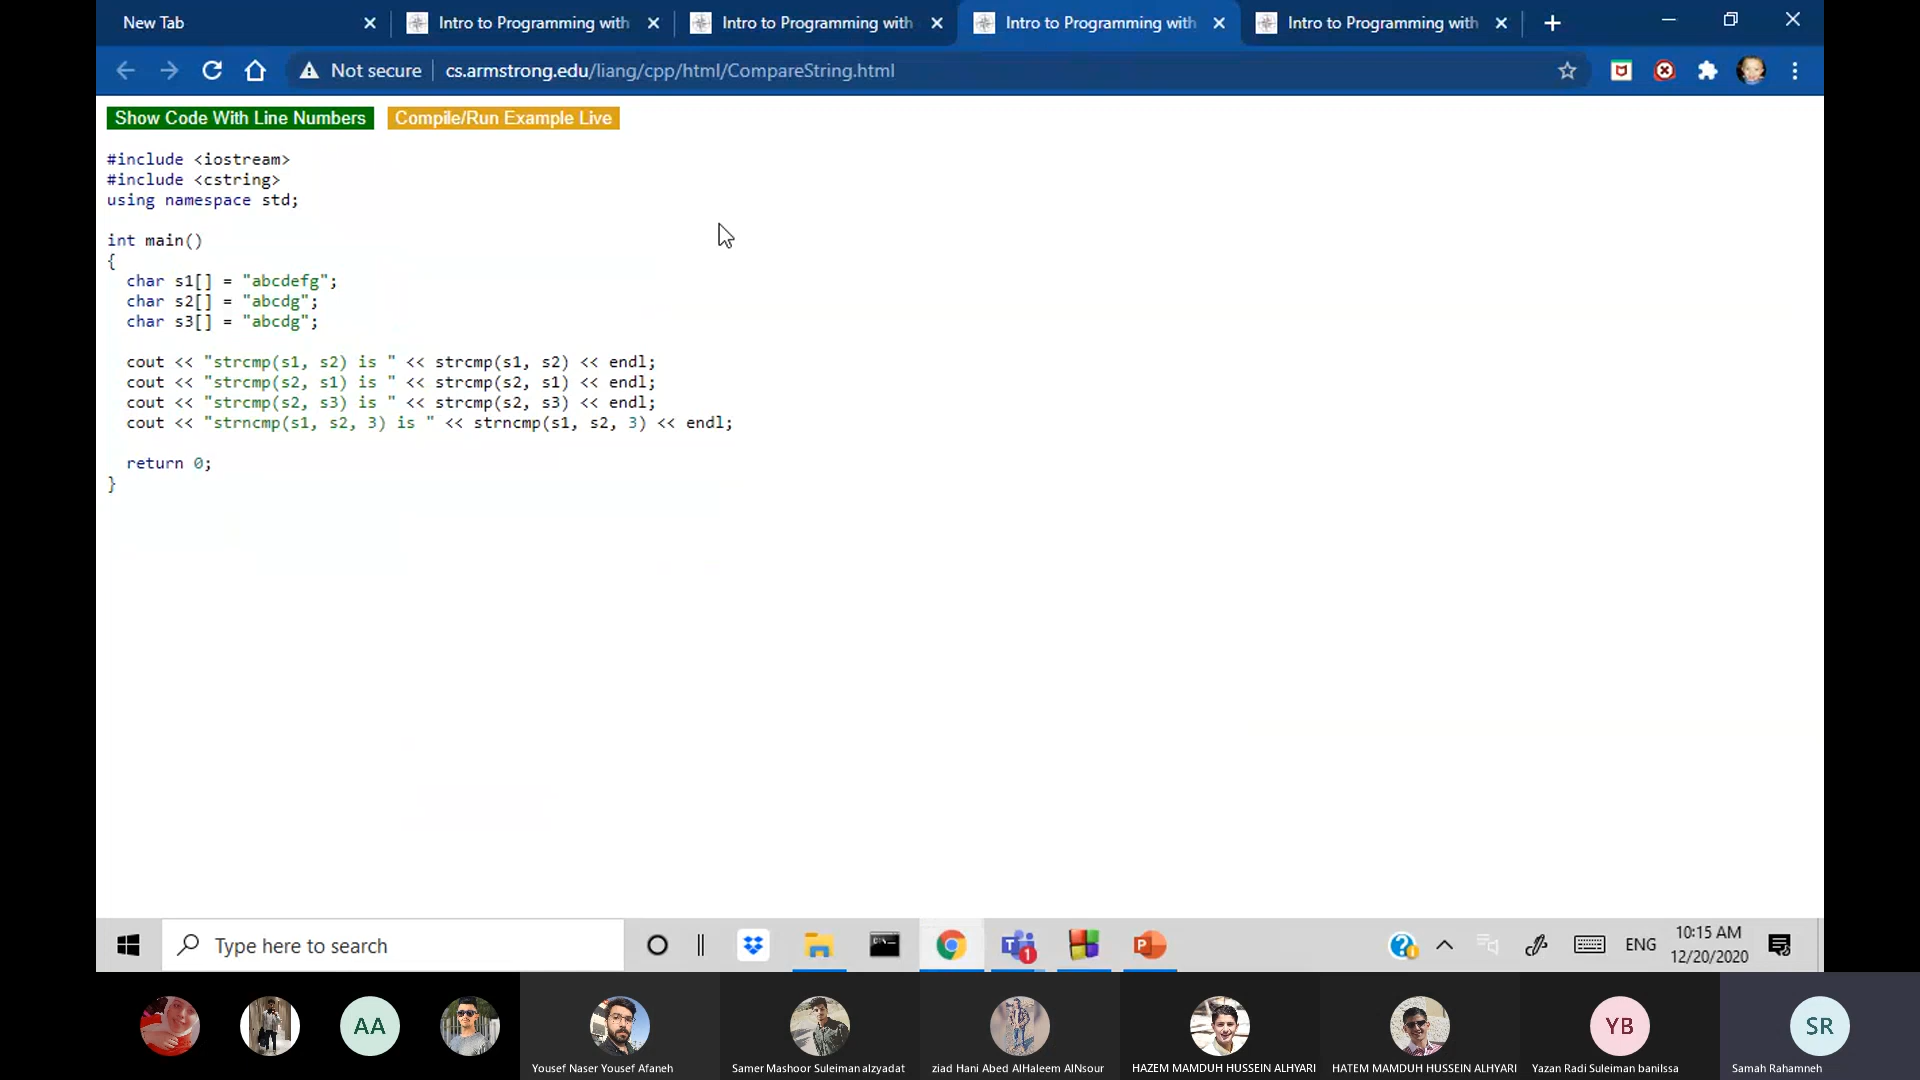 New Tab
Intro to Programming with
Intro to Programming with
Intro to Programming with
Intro to Programming with
Not secure
cs.armstrong.edu/liang/cpp/html/CompareString.html
Show Code With Line Numbers
Compile/Run Example Live
#include <iostream>
#include <cstring>
using namespace std;
int main()
{
char s1[] = "abcdefg";
char s2[] = "abcdg";
char s3[] = "abcdg";
cout << "strcmp(s1, s2) is " << strcmp(s1, s2) << endl;
cout << "strcmp(s2, s1) is " << strcmp(s2, s1) << endl;
cout << "strcmp(s2, s3) is " << strcmp(s2, s3) << endl;
cout << "strncmp(s1, s2, 3) is " << strncmp(s1, s2, 3) << endl;
return 0;
}
Type here to search
1
ENG
10:15 AM
12/20/2020
AA
YB
SR
Yousef Naser Yousef Afaneh
Samer Mashoor Suleiman alzyadat
ziad Hani Abed AlHaleem AlNsour
HAZEM MAMDUH HUSSEIN ALHYARI
HATEM MAMDUH HUSSEIN ALHYARI
Yazan Radi Suleiman baniIssa
Samah Rahamneh